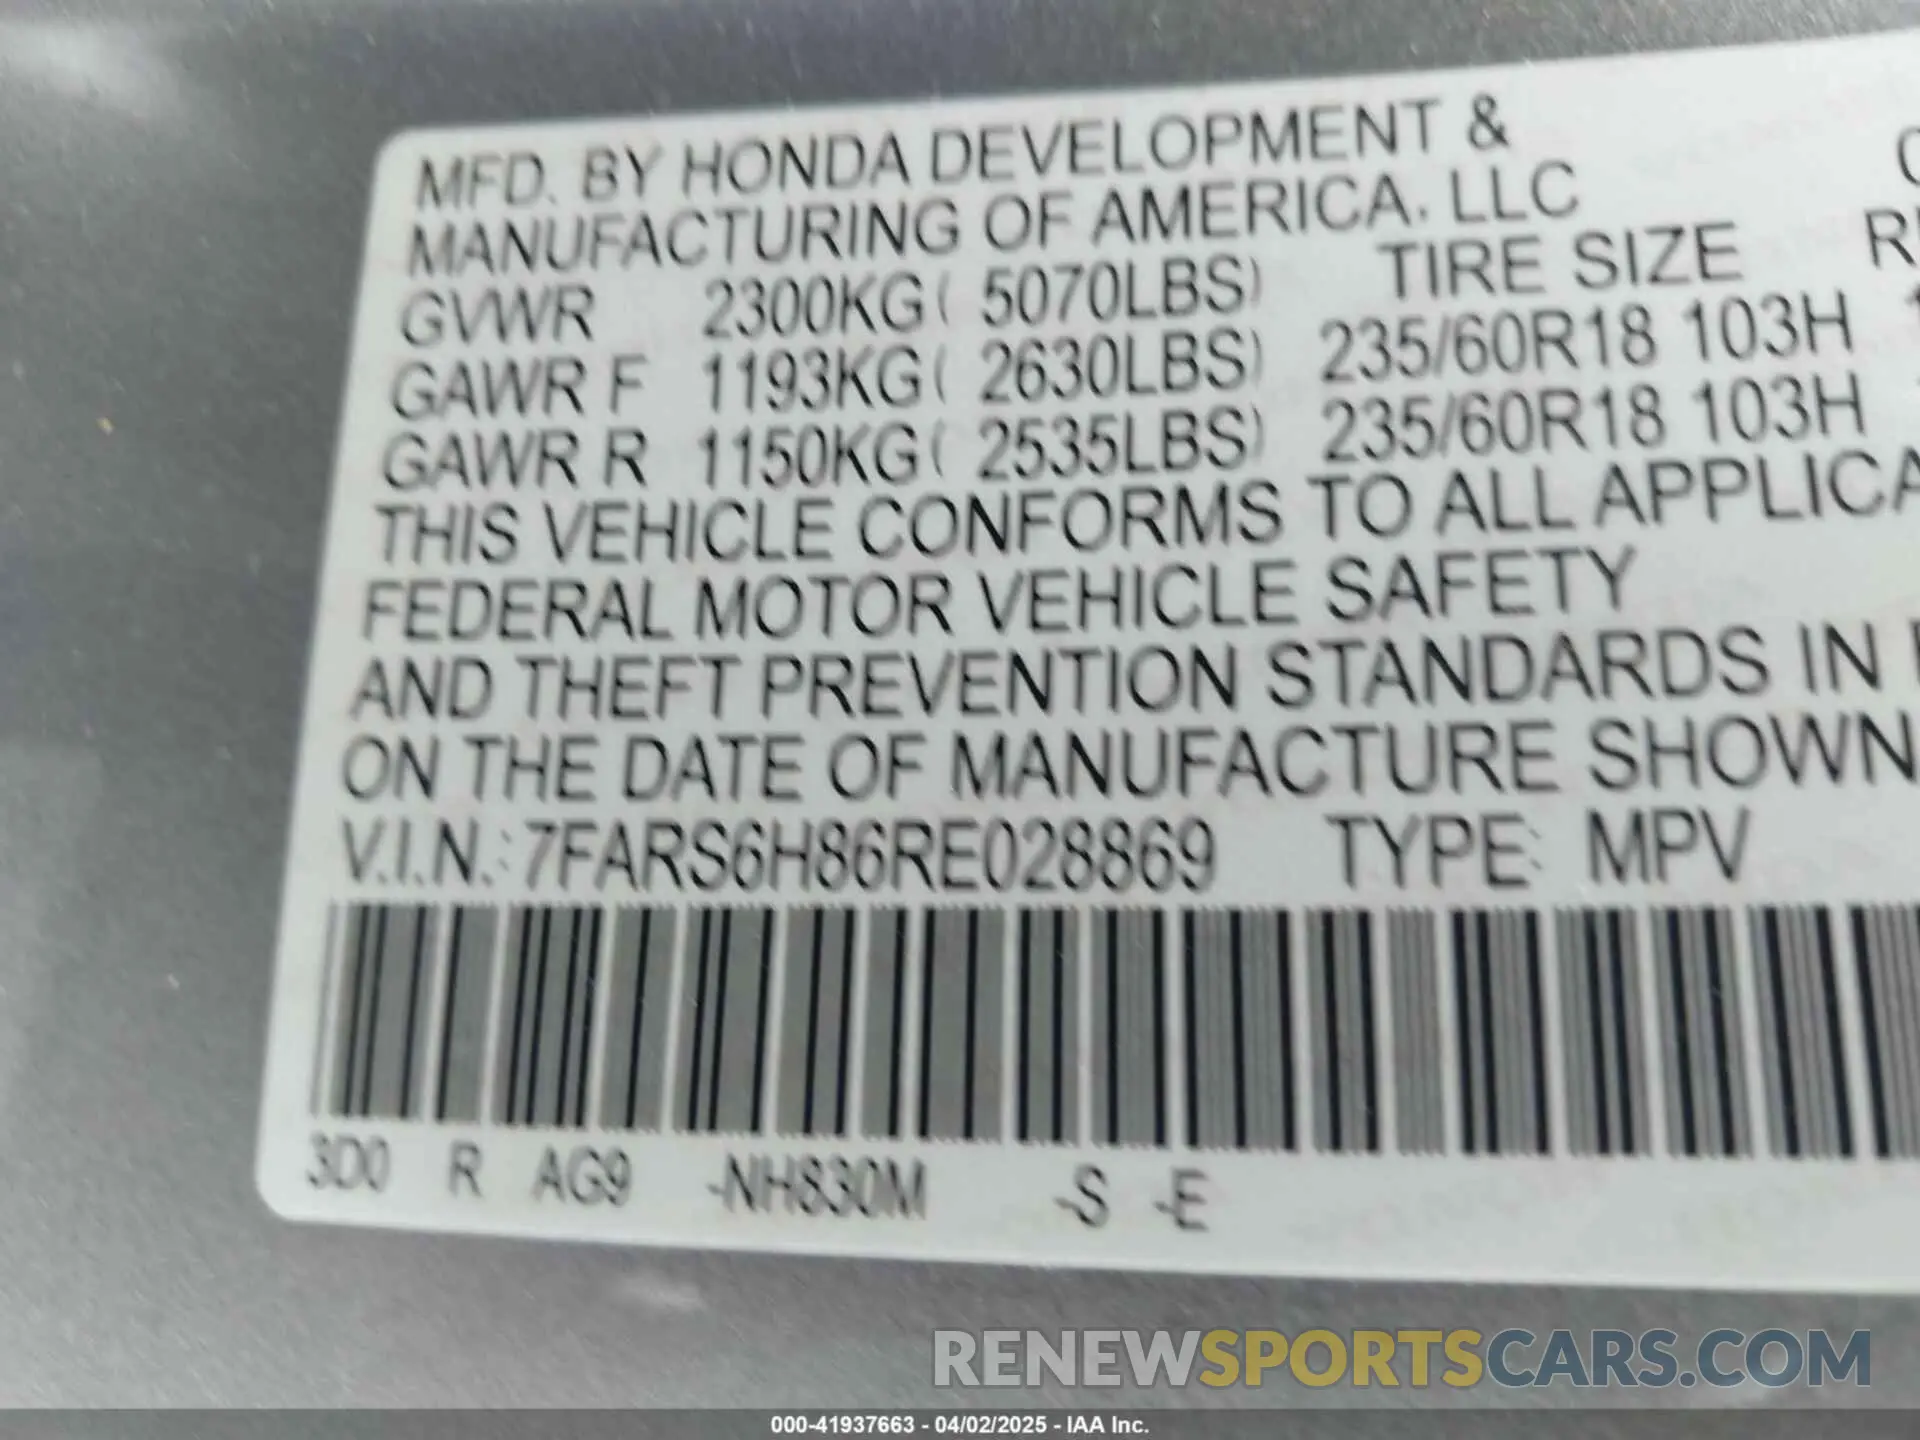 MFD. BY HONDA DEVELOPMENT &
MANUFACTURING OF AMERICA, LLC
GVWR 2300KG( 5070LBS) TIRE SIZE
GAWR F 1193KG( 2630LBS) 235/60R18 103H
GAWR R 1150KG( 2535LBS) 235/60R18 103H
THIS VEHICLE CONFORMS TO ALL APPLICA
FEDERAL MOTOR VEHICLE SAFETY
AND THEFT PREVENTION STANDARDS IN
ON THE DATE OF MANUFACTURE SHOWN
V.I.N.: 7FARS6H86RE028869 TYPE: MPV
3D0 R AG9 -NH830M -S -E
RENEWSPORTSCARS.COM
000-41937663 - 04/02/2025 - IAA Inc.